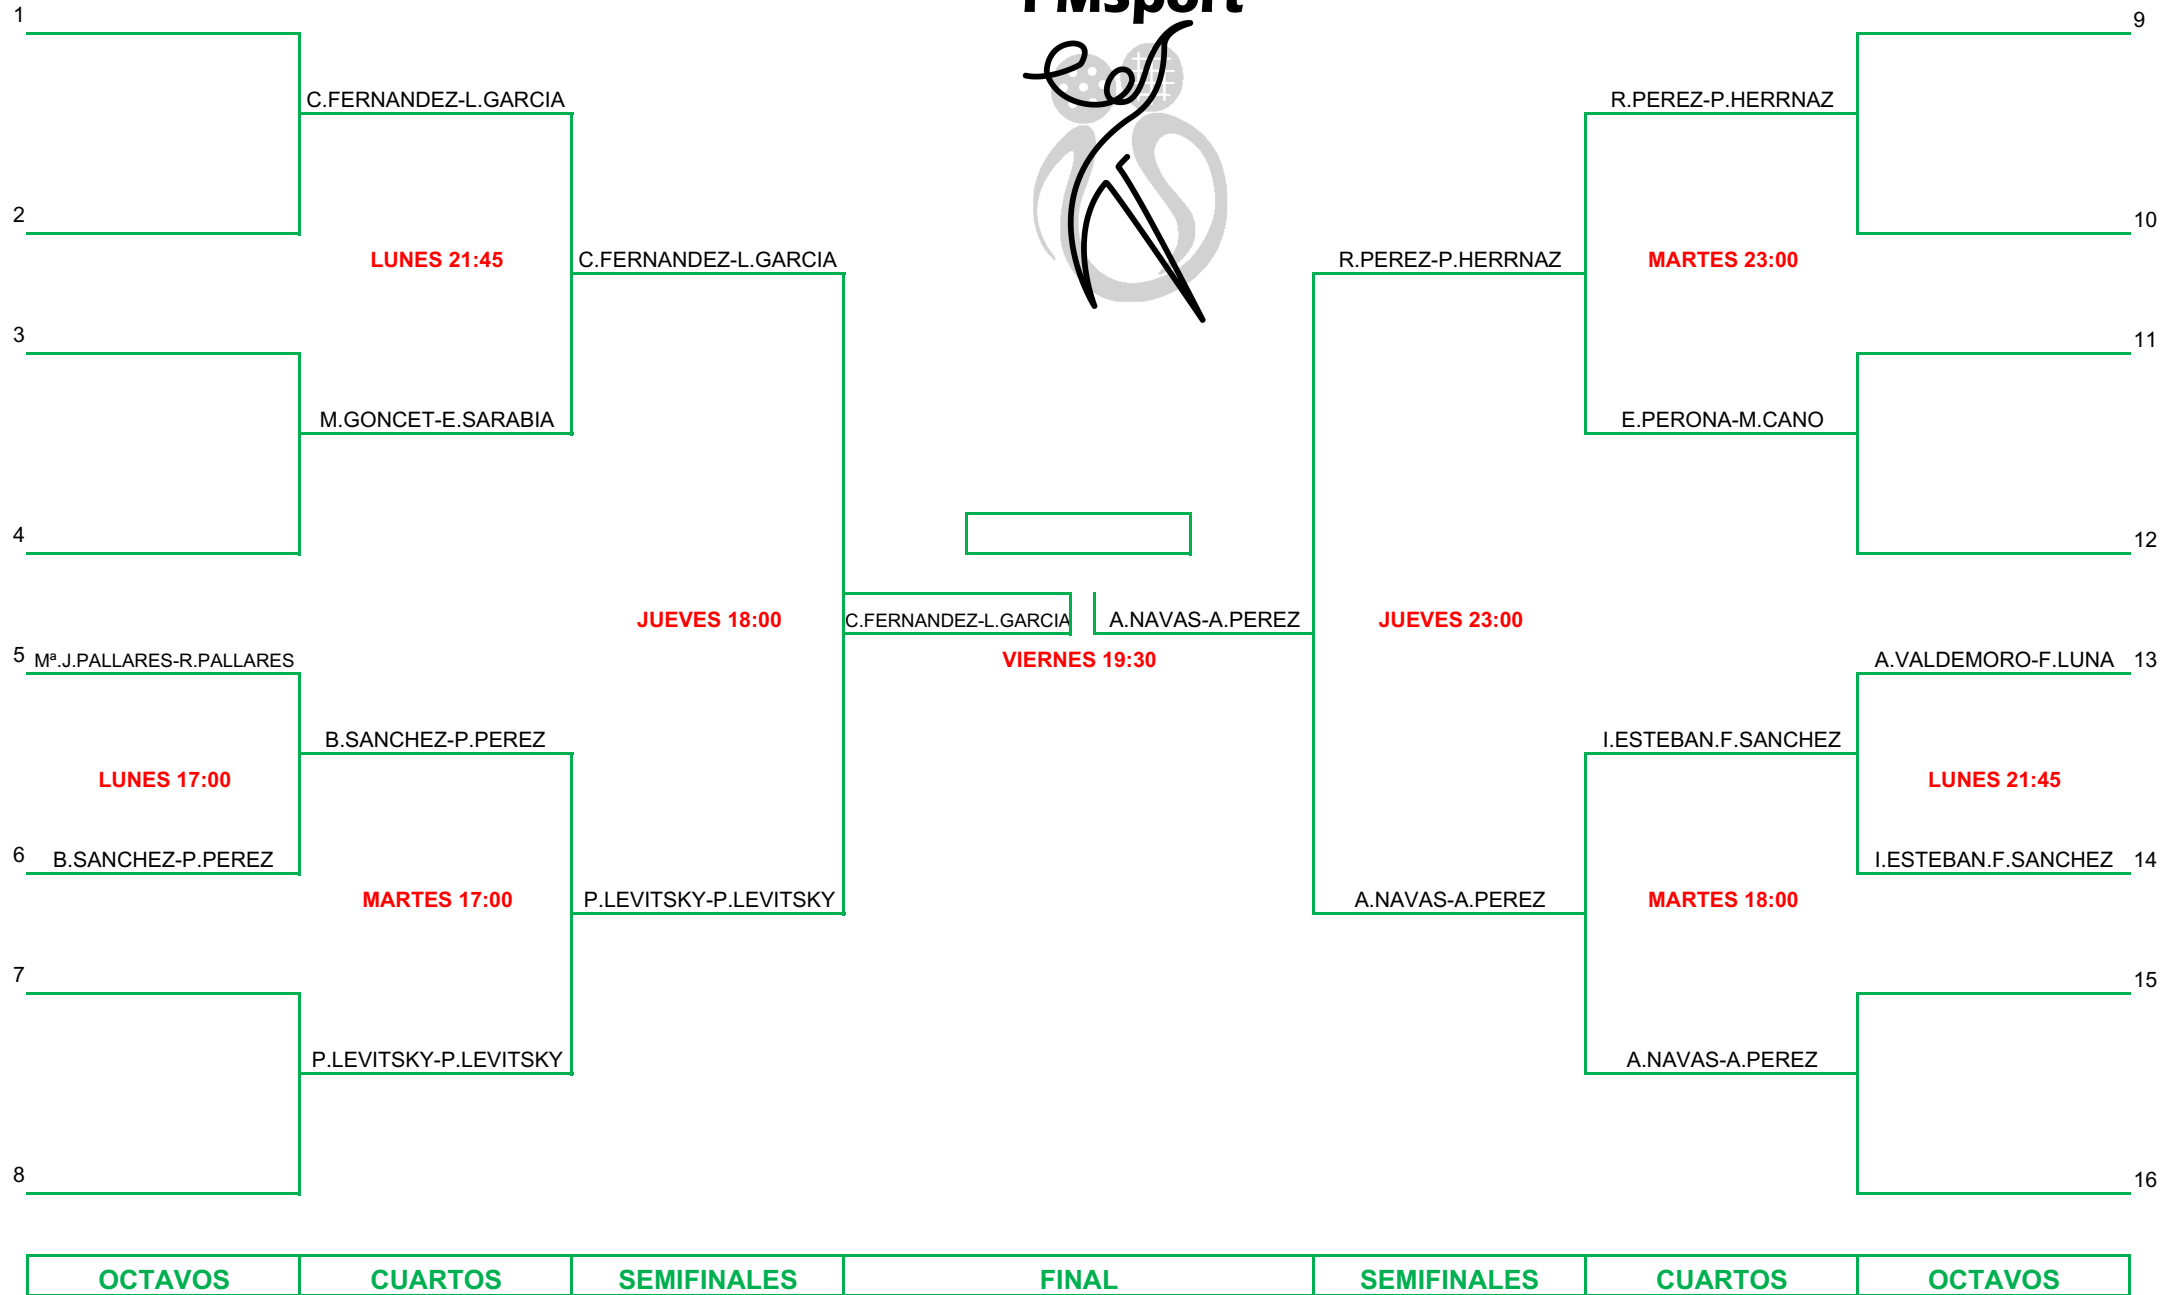 PMsport
1
9
C.FERNANDEZ-L.GARCIA
R.PEREZ-P.HERRNAZ
2
10
LUNES 21:45
C.FERNANDEZ-L.GARCIA
R.PEREZ-P.HERRNAZ
MARTES 23:00
3
11
M.GONCET-E.SARABIA
E.PERONA-M.CANO
4
12
JUEVES 18:00
C.FERNANDEZ-L.GARCIA
A.NAVAS-A.PEREZ
JUEVES 23:00
VIERNES 19:30
5 Mª.J.PALLARES-R.PALLARES
A.VALDEMORO-F.LUNA 13
B.SANCHEZ-P.PEREZ
I.ESTEBAN.F.SANCHEZ
LUNES 17:00
LUNES 21:45
6 B.SANCHEZ-P.PEREZ
I.ESTEBAN.F.SANCHEZ 14
MARTES 17:00
P.LEVITSKY-P.LEVITSKY
A.NAVAS-A.PEREZ
MARTES 18:00
7
15
P.LEVITSKY-P.LEVITSKY
A.NAVAS-A.PEREZ
8
16
OCTAVOS CUARTOS SEMIFINALES FINAL SEMIFINALES CUARTOS OCTAVOS